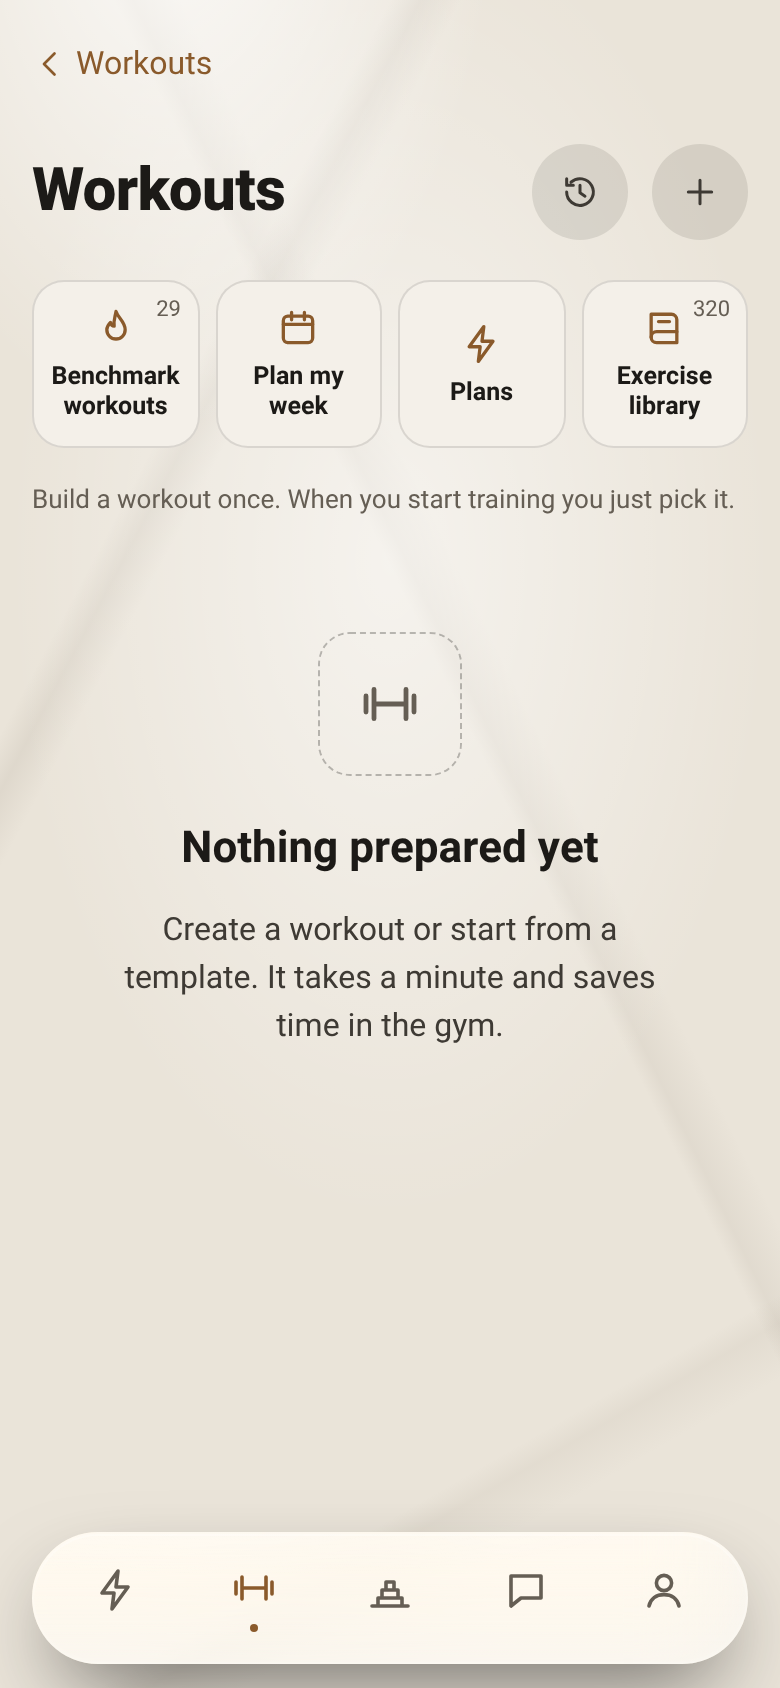 Workouts
Workouts
29
Benchmark
workouts
Plan my
week
Plans
320
Exercise
library
Build a workout once. When you start training you just pick it.
Nothing prepared yet
Create a workout or start from a
template. It takes a minute and saves
time in the gym.